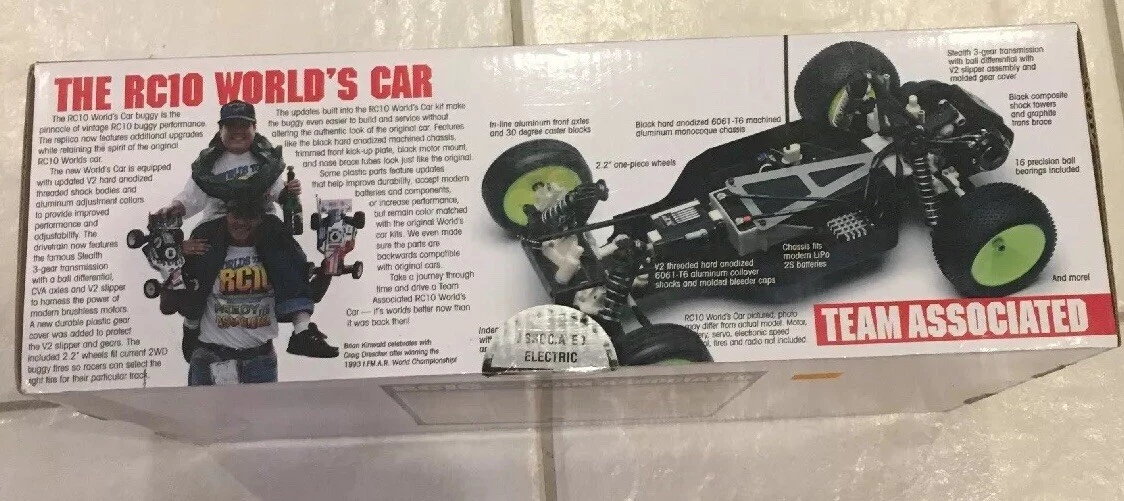 THE RC10 WORLD'S CAR
The RC10 World's Car buggy is the
pinnacle of vintage RC10 buggy performance.
The replica now features additional upgrades
while retaining the spirit of the original
RC10 Worlds car.
The new World's Car is equipped
with updated V2 hard anodized
threaded shock bodies and
aluminum adjustment collars
to provide improved
performance and
adjustability. The
drivetrain now features
the famous Stealth
3-gear transmission
with a ball differential,
CVA axles and V2 slipper
to harness the power of
modern brushless motors.
A new durable plastic gear
cover was added to protect
the V2 slipper and gears. The
included 2.2" wheels fit current 2WD
buggy tires so racers can select the
right tires for their particular track.
The updates built into the RC10 World's Car kit make
the buggy even easier to build and service without
altering the authentic look of the original car. Features
like the black hard anodized machined chassis,
trimmed front kick-up plate, black motor mount,
and nose brace tubes look just like the original.
Some plastic parts feature updates
that help improve durability, accept modern
batteries and components,
or increase performance,
but remain color matched
with the original World's
car kits. We even made
sure the parts are
backwards compatible
with original cars.
Take a journey through
time and drive a Team
Associated RC10 World's
Car — it's worlds better now than
it was back then!
Brian Kinwald celebrates with
Craig Drescher after winning the
1993 I.F.M.A.R. World Championship!
In-line aluminum front axles
and 30 degree caster blocks
2.2" one-piece wheels
Black hard anodized 6061-T6 machined
aluminum monocoque chassis
Stealth 3-gear transmission
with ball differential with
V2 slipper assembly and
molded gear cover
Black composite
shock towers
and graphite
trans brace
16 precision ball
bearings included
Chassis fits
modern LiPo
2S batteries
V2 threaded hard anodized
6061-T6 aluminum coilover
shocks and molded bleeder caps
And more!
RC10 World's Car pictured, photo
may differ from actual model. Motor,
servo, electronic speed
tires and radio not included.
TEAM ASSOCIATED
ELECTRIC